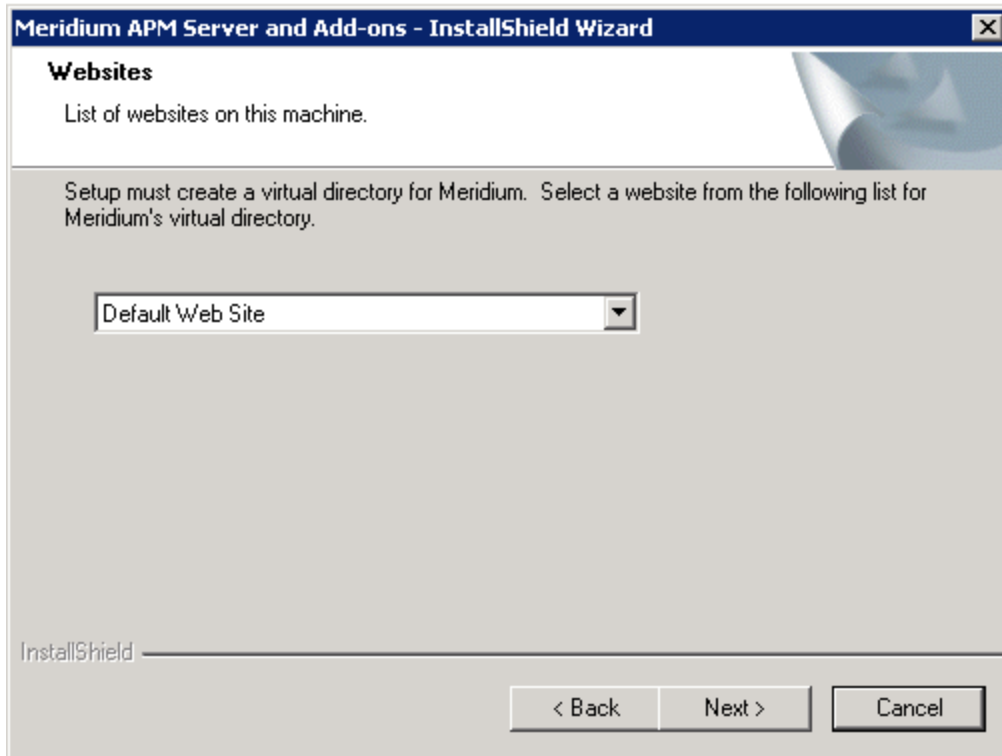 Meridium APM Server and Add-ons - InstallShield Wizard
Websites
List of websites on this machine.
Setup must create a virtual directory for Meridium.  Select a website from the following list for
Meridium's virtual directory.
Default Web Site
InstallShield
< Back
Next >
Cancel